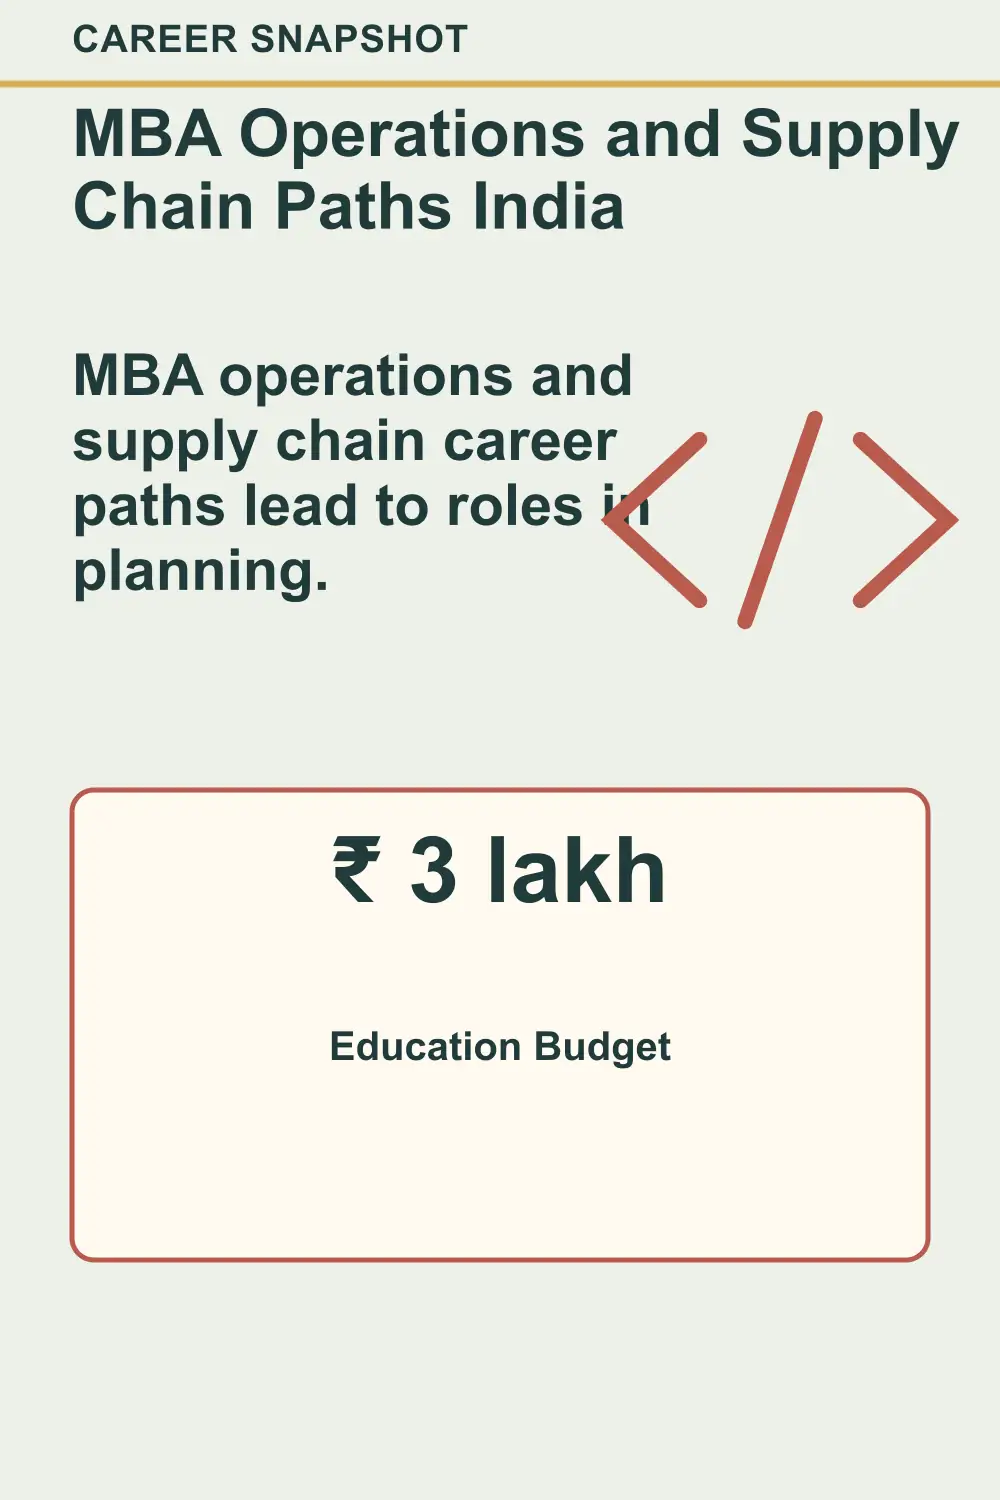 CAREER SNAPSHOT
MBA Operations and Supply
Chain Paths India
MBA operations and
supply chain career
paths lead to roles in
planning.
₹ 3 lakh
Education Budget